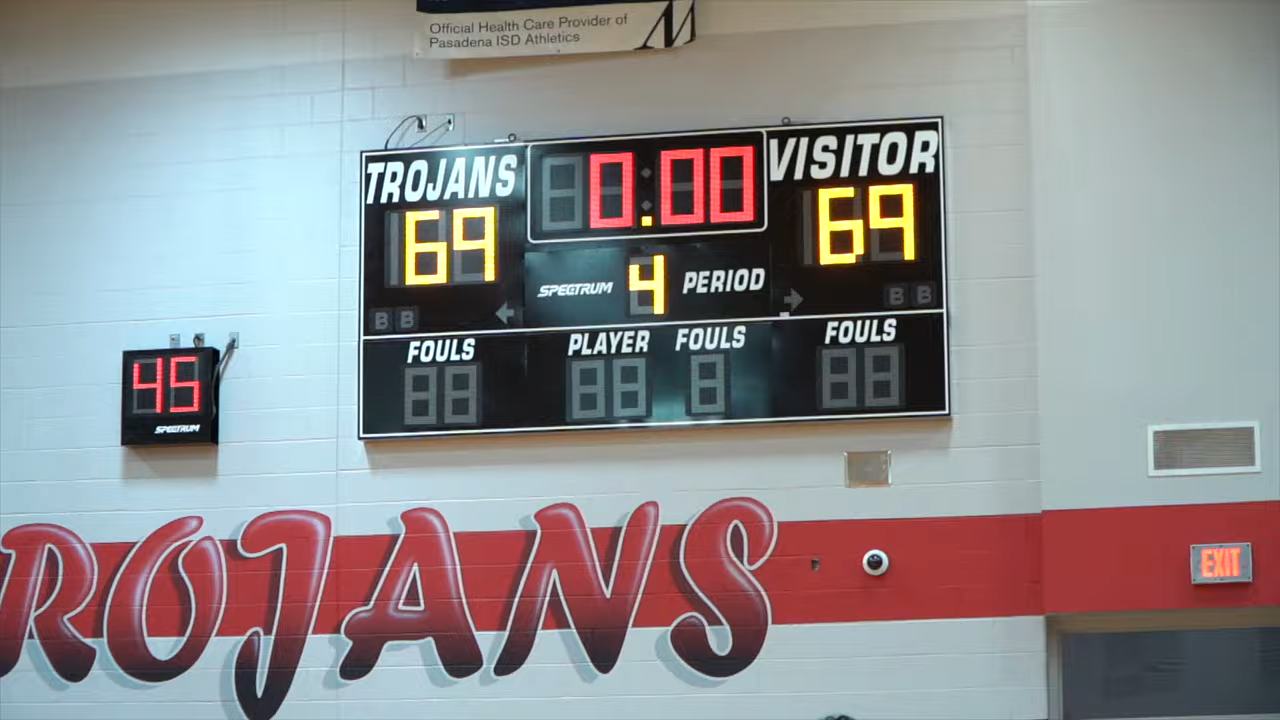 Official Health Care Provider of
Pasadena ISD Athletics
TROJANS
0.00
VISITOR
69
69
SPECTRUM
4
PERIOD
B B
B B
FOULS
PLAYER
FOULS
FOULS
45
SPECTRUM
TROJANS
EXIT